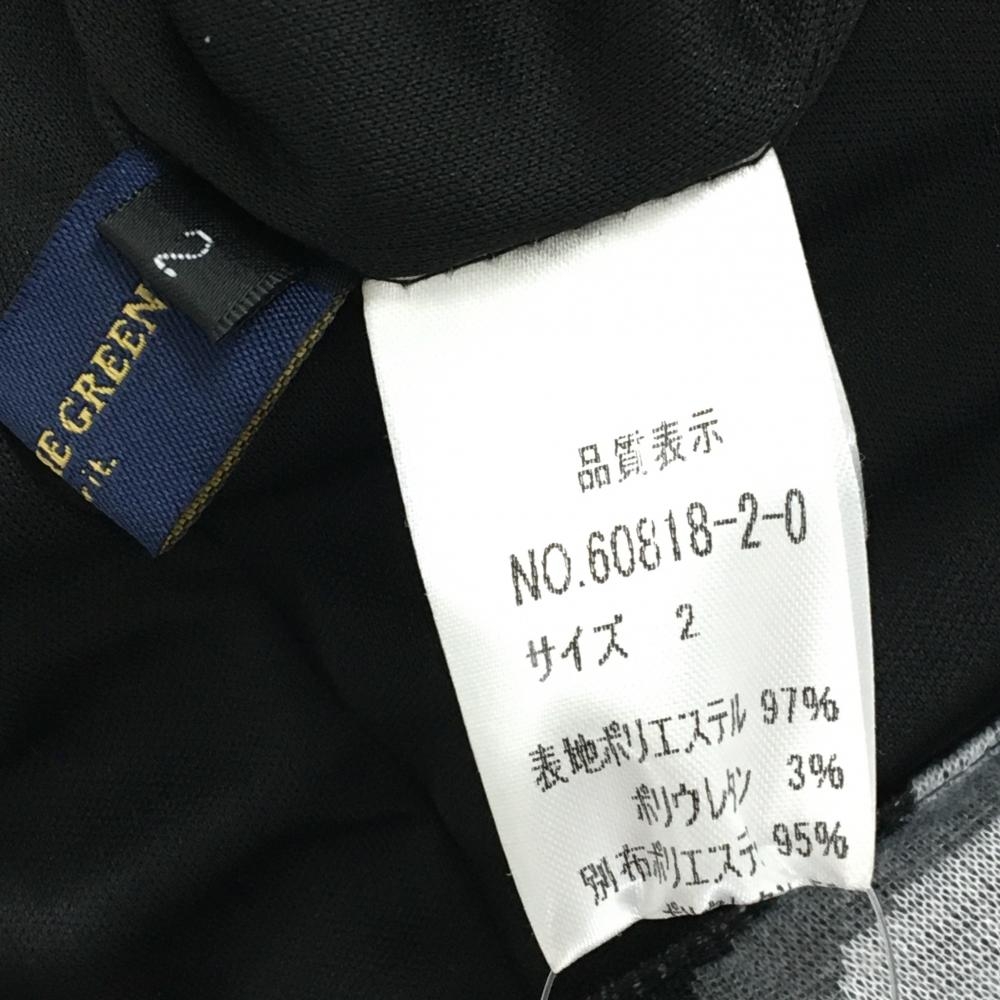 2
GREEN
品質表示
NO.60818-2-0
サイズ 2
表地ポリエステル 97%
ポリウレタン 3%
別布ポリエステ 95%